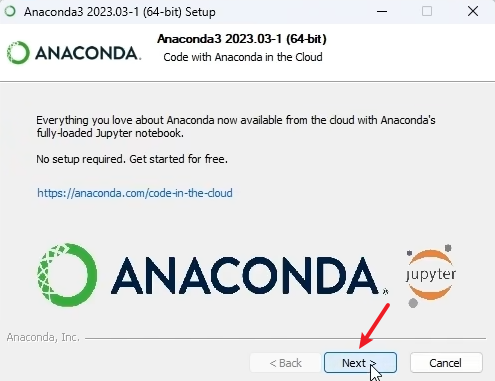 Anaconda3 2023.03-1 (64-bit) Setup
ANACONDA.
Anaconda3 2023.03-1 (64-bit)
Code with Anaconda in the Cloud
Everything you love about Anaconda now available from the cloud with Anaconda's
fully-loaded Jupyter notebook.
No setup required. Get started for free.
https://anaconda.com/code-in-the-cloud
ANACONDA.
jupyter
Anaconda, Inc.
< Back
Next >
Cancel